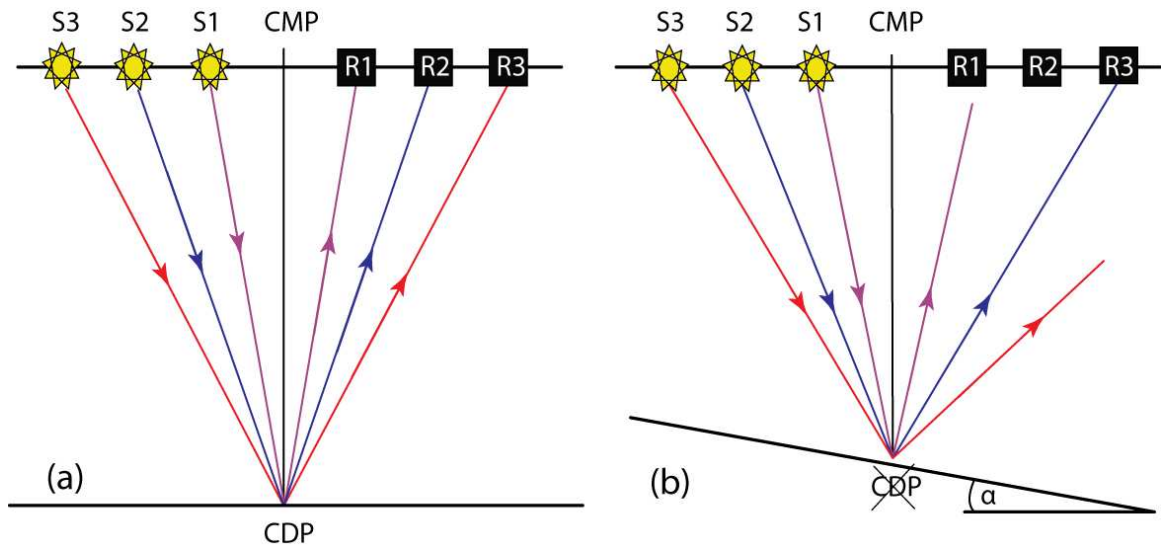 S3 S2 S1 CMP
R1 R2 R3
(a)
CDP
S3 S2 S1 CMP
R1 R2 R3
(b)
CDP
α